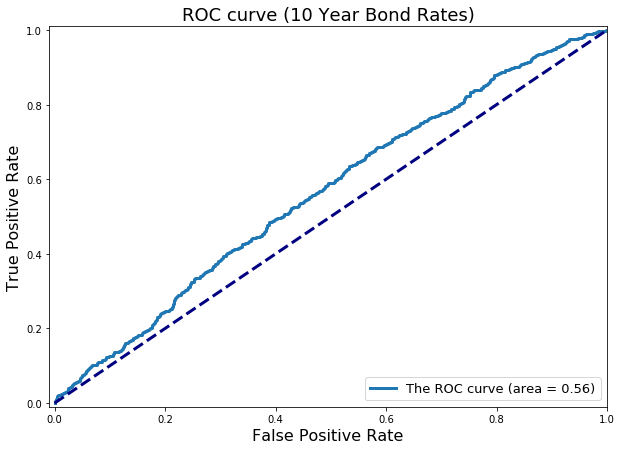 ROC curve (10 Year Bond Rates)
1.0
0.8
0.6
0.4
0.2
0.0
True Positive Rate
The ROC curve (area = 0.56)
0.0 0.2 0.4 0.6 0.8 1.0
False Positive Rate